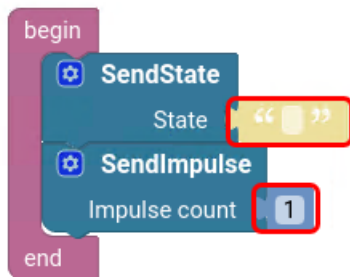 begin
SendState
State “ ”
SendImpulse
Impulse count 1
end